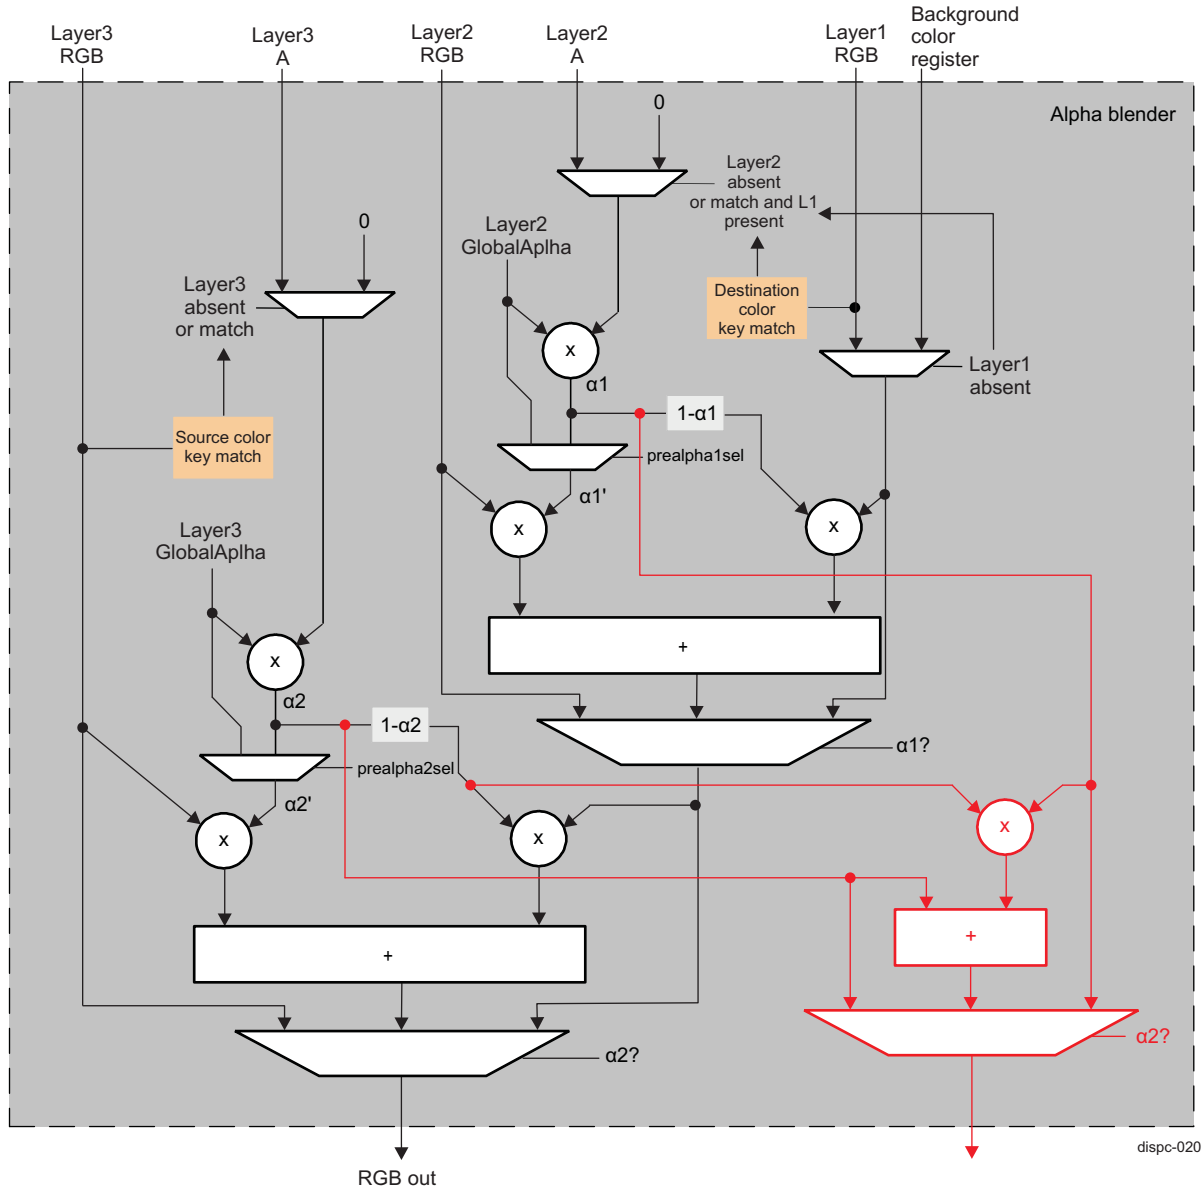 Layer3
RGB
Layer3
A
Layer2
RGB
Layer2
A
Layer1
RGB
Background
color
register
Alpha blender
0
Layer2
absent
or match and L1
present
Layer2
GlobalAplha
0
Layer3
absent
or match
Destination
color
key match
x
α1
Layer1
absent
1-α1
Source color
key match
prealpha1sel
α1'
x
x
Layer3
GlobalAplha
x
+
α2
1-α2
α1?
prealpha2sel
α2'
x
x
x
+
+
α2?
α2?
dispc-020
RGB out